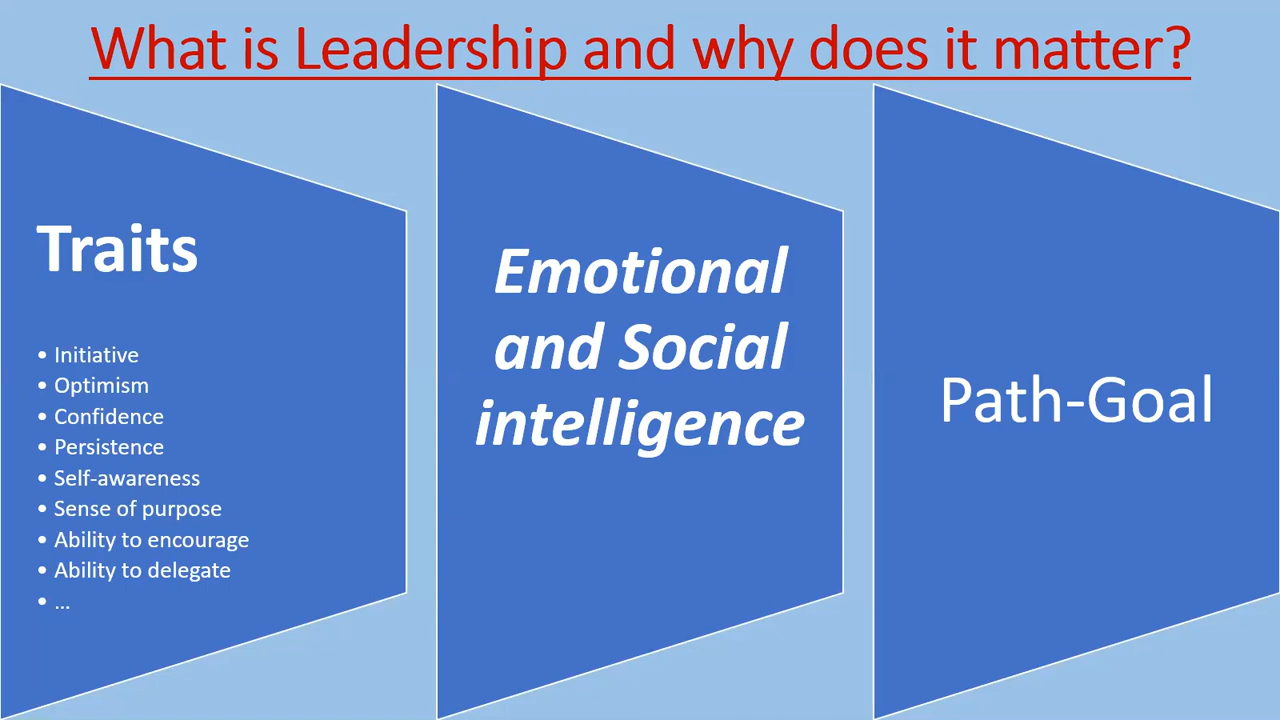 What is Leadership and why does it matter?
Traits
• Initiative
• Optimism
• Confidence
• Persistence
• Self-awareness
• Sense of purpose
• Ability to encourage
• Ability to delegate
• ...
Emotional
and Social
intelligence
Path-Goal